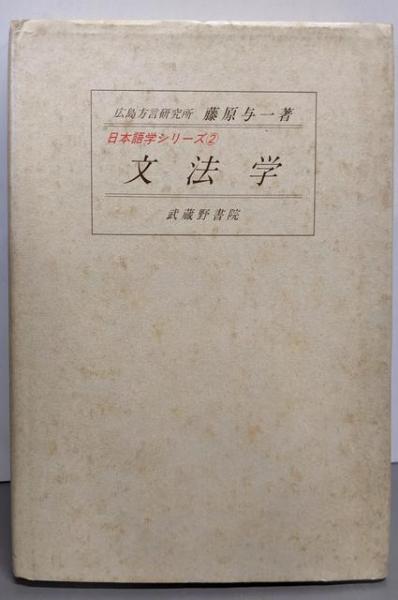 広島方言研究所 藤原与一著
日本語学シリーズ②
文法学
武蔵野書院